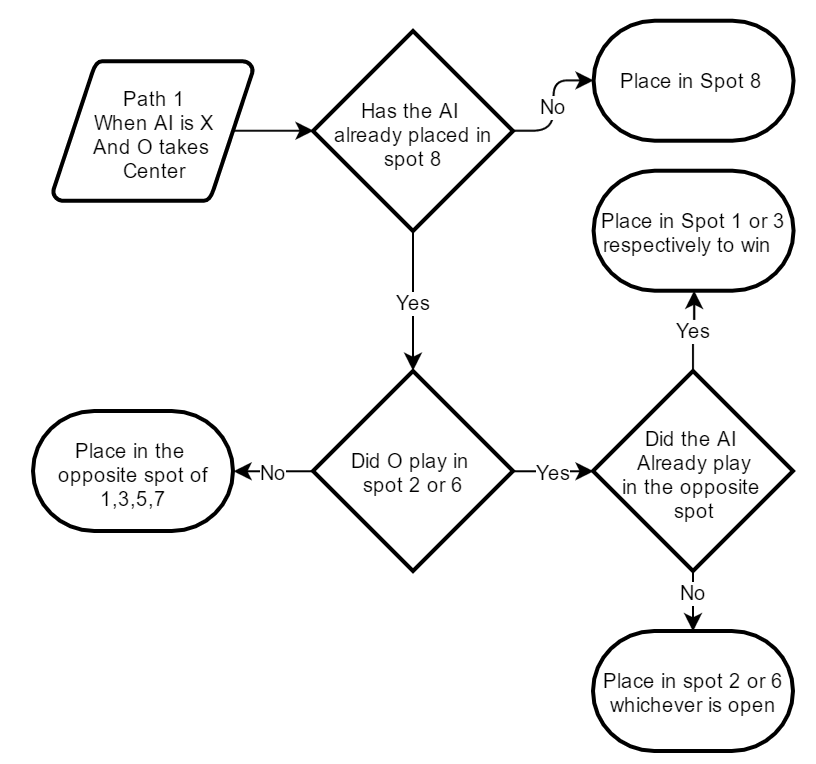 Path 1
When AI is X
And O takes
Center
Has the AI
already placed in
spot 8
No
Place in Spot 8
Place in Spot 1 or 3
respectively to win
Yes
Yes
Place in the
opposite spot of
1,3,5,7
No
Did O play in
spot 2 or 6
Yes
Did the AI
Already play
in the opposite
spot
No
Place in spot 2 or 6
whichever is open